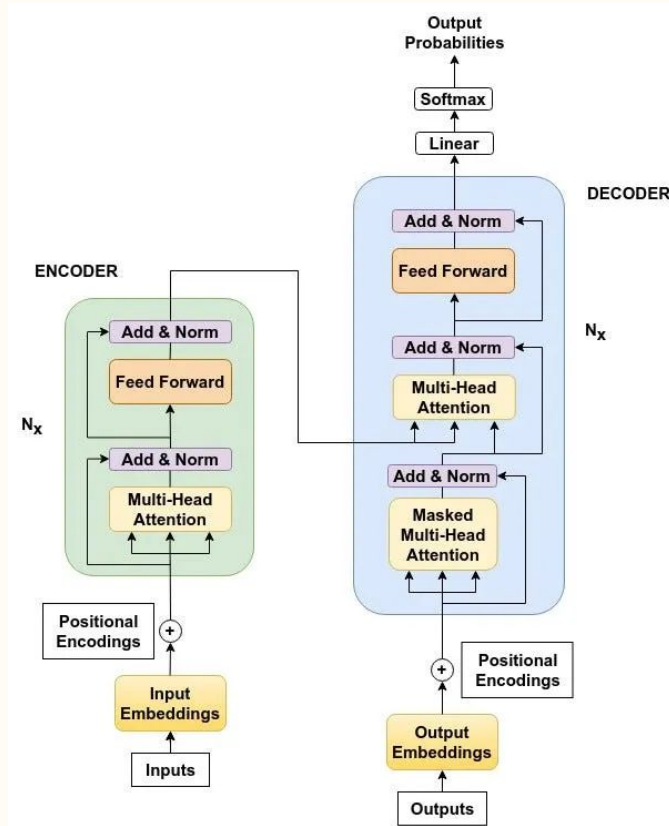 Output
Probabilities
Softmax
Linear
DECODER
Add & Norm
Feed Forward
Add & Norm
Nx
Multi-Head
Attention
Add & Norm
Masked
Multi-Head
Attention
Positional
Encodings
+
Output
Embeddings
Outputs
ENCODER
Add & Norm
Feed Forward
Nx
Add & Norm
Multi-Head
Attention
Positional
Encodings
+
Input
Embeddings
Inputs